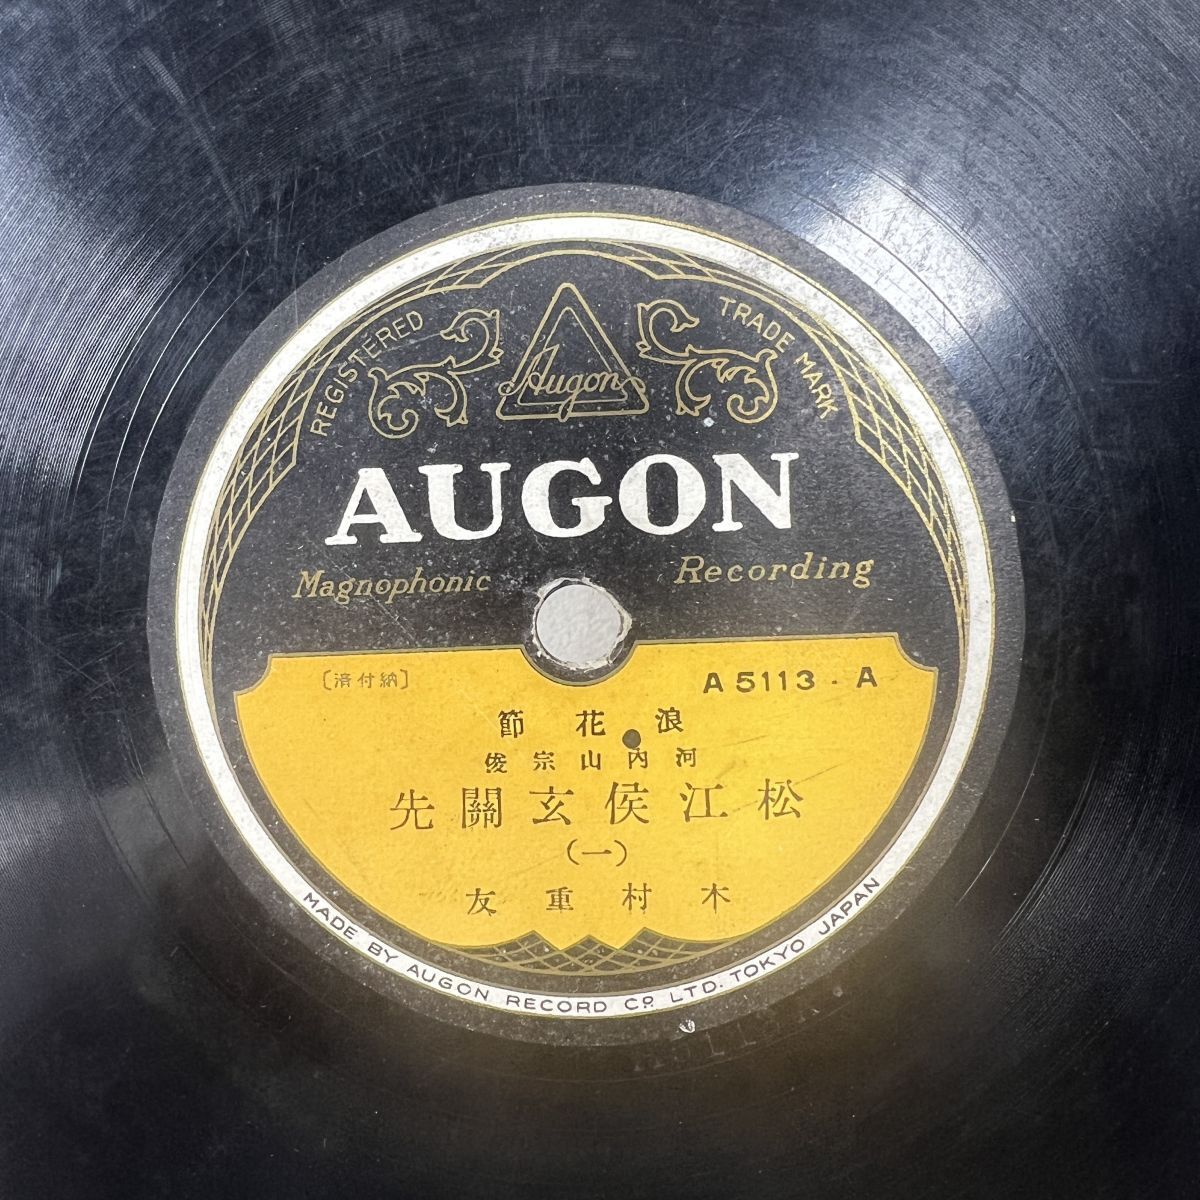 REGISTERED TRADE MARK
Augon
AUGON
Magnophonic Recording
〔納付済〕
A 5113 - A
浪花節
河内山宗俊
松江侯玄關先
(一)
木村重友
MADE BY AUGON RECORD CO. LTD. TOKYO JAPAN